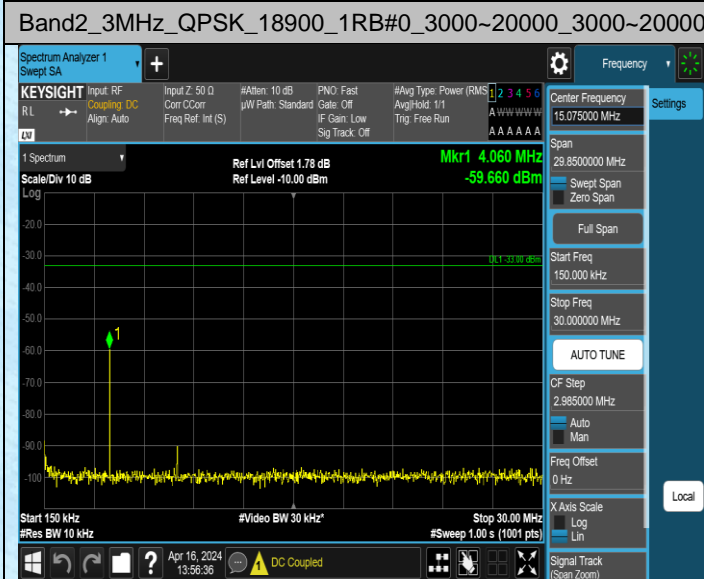 Band2_3MHz_QPSK_18900_1RB#0_3000~20000_3000~20000
Spectrum Analyzer 1
Swept SA
Frequency
KEYSIGHT
RL
Input: RF
Coupling: DC
Align: Auto
Input Z: 50 Ω
Corr CCorr
Freq Ref: Int (S)
#Atten: 10 dB
µW Path: Standard
PNO: Fast
Gate: Off
IF Gain: Low
Sig Track: Off
#Avg Type: Power (RMS
Avg|Hold: 1/1
Trig: Free Run
1 2 3 4 5 6
A W W W W W
A A A A A A
Settings
Center Frequency
15.075000 MHz
Span
29.8500000 MHz
Swept Span
Zero Span
Full Span
Start Freq
150.000 kHz
Stop Freq
30.000000 MHz
AUTO TUNE
CF Step
2.985000 MHz
Auto
Man
Freq Offset
0 Hz
X Axis Scale
Log
Lin
Signal Track
(Span Zoom)
Local
1 Spectrum
Scale/Div 10 dB
Log
Ref Lvl Offset 1.78 dB
Ref Level -10.00 dBm
Mkr1 4.060 MHz
-59.660 dBm
-20.0
-30.0
DL1 -33.00 dBm
-40.0
-50.0
1
-60.0
-70.0
-80.0
-90.0
-100
Start 150 kHz
#Res BW 10 kHz
#Video BW 30 kHz*
Stop 30.00 MHz
#Sweep 1.00 s (1001 pts)
?
Apr 16, 2024
13:56:36
DC Coupled